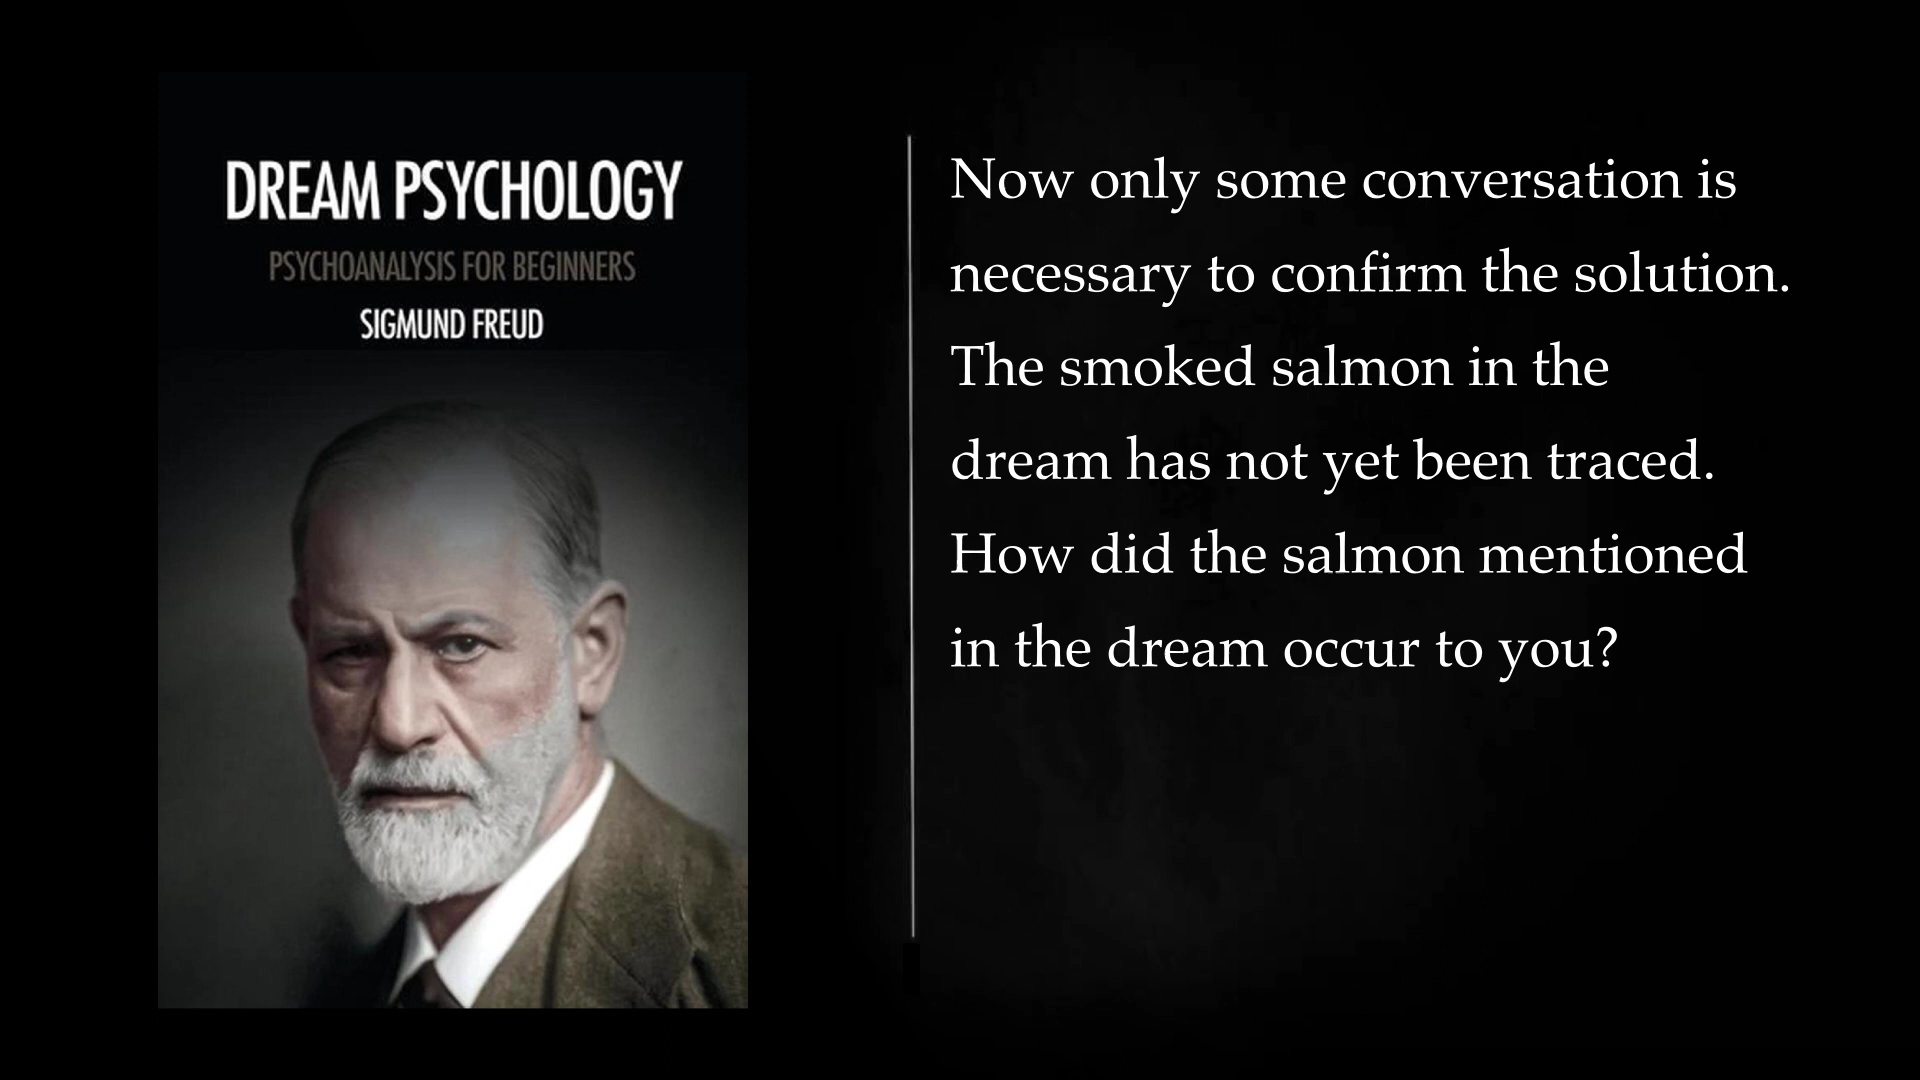 DREAM PSYCHOLOGY
PSYCHOANALYSIS FOR BEGINNERS
SIGMUND FREUD
Now only some conversation is
necessary to confirm the solution.
The smoked salmon in the
dream has not yet been traced.
How did the salmon mentioned
in the dream occur to you?